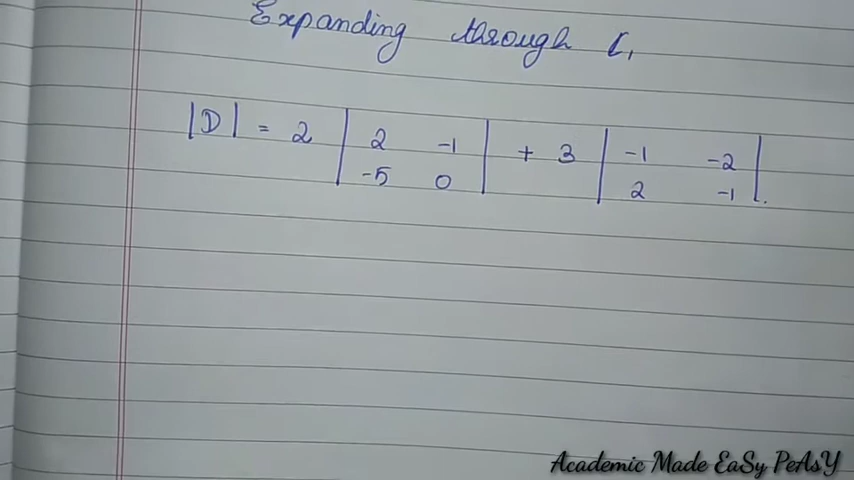 Expanding through C₁
|D| = 2 | 2 -1 | + 3 | -1 -2 |
| -5 0 | | 2 -1 |.
Academic Made EaSy PeAsY